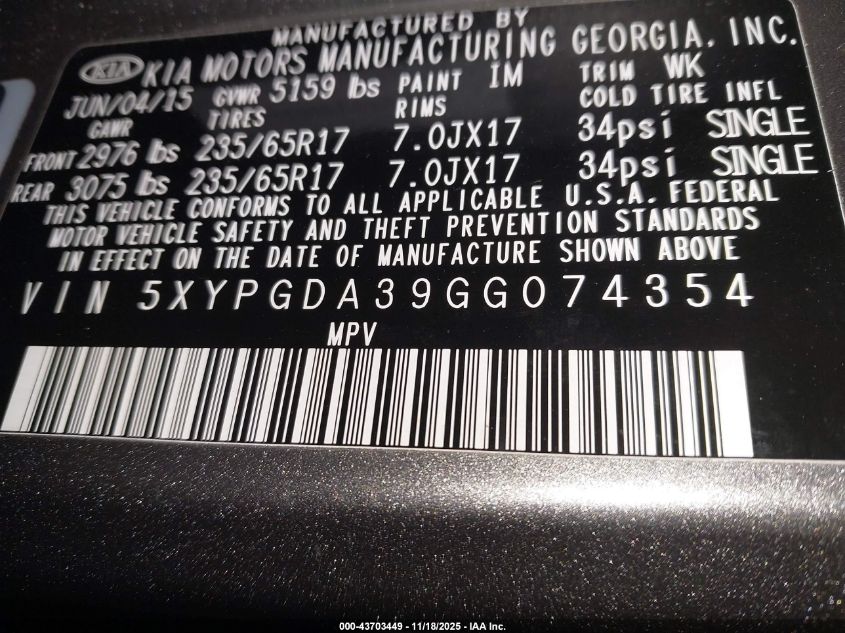 MANUFACTURED BY
KIA KIA MOTORS MANUFACTURING GEORGIA, INC.
JUN/04/15 GVWR 5159 lbs PAINT IM TRIM WK
GAWR TIRES RIMS COLD TIRE INFL
FRONT 2976 lbs 235/65R17 7.0JX17 34psi SINGLE
REAR 3075 lbs 235/65R17 7.0JX17 34psi SINGLE
THIS VEHICLE CONFORMS TO ALL APPLICABLE U.S.A. FEDERAL
MOTOR VEHICLE SAFETY AND THEFT PREVENTION STANDARDS
IN EFFECT ON THE DATE OF MANUFACTURE SHOWN ABOVE
VIN 5XYPGDA39GG074354
MPV
000-43703449 - 11/18/2025 - IAA Inc.